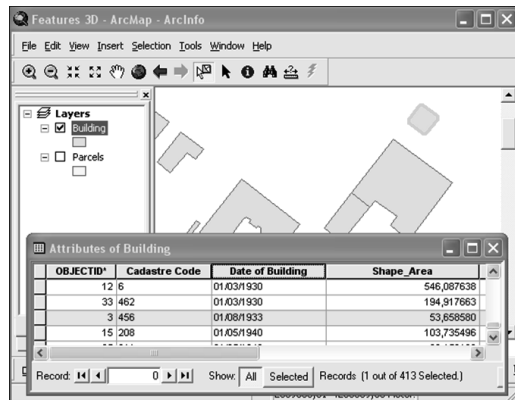 Features 3D - ArcMap - ArcInfo
File Edit View Insert Selection Tools Window Help
Layers
Building
Parcels
Attributes of Building
OBJECTID* Cadastre Code Date of Building Shape_Area
12 6 01/03/1930 546,087638
33 462 01/03/1930 194,917663
3 456 01/08/1933 53,658580
15 208 01/05/1940 103,735496
Record: 0 Show: All Selected Records (1 out of 413 Selected.)